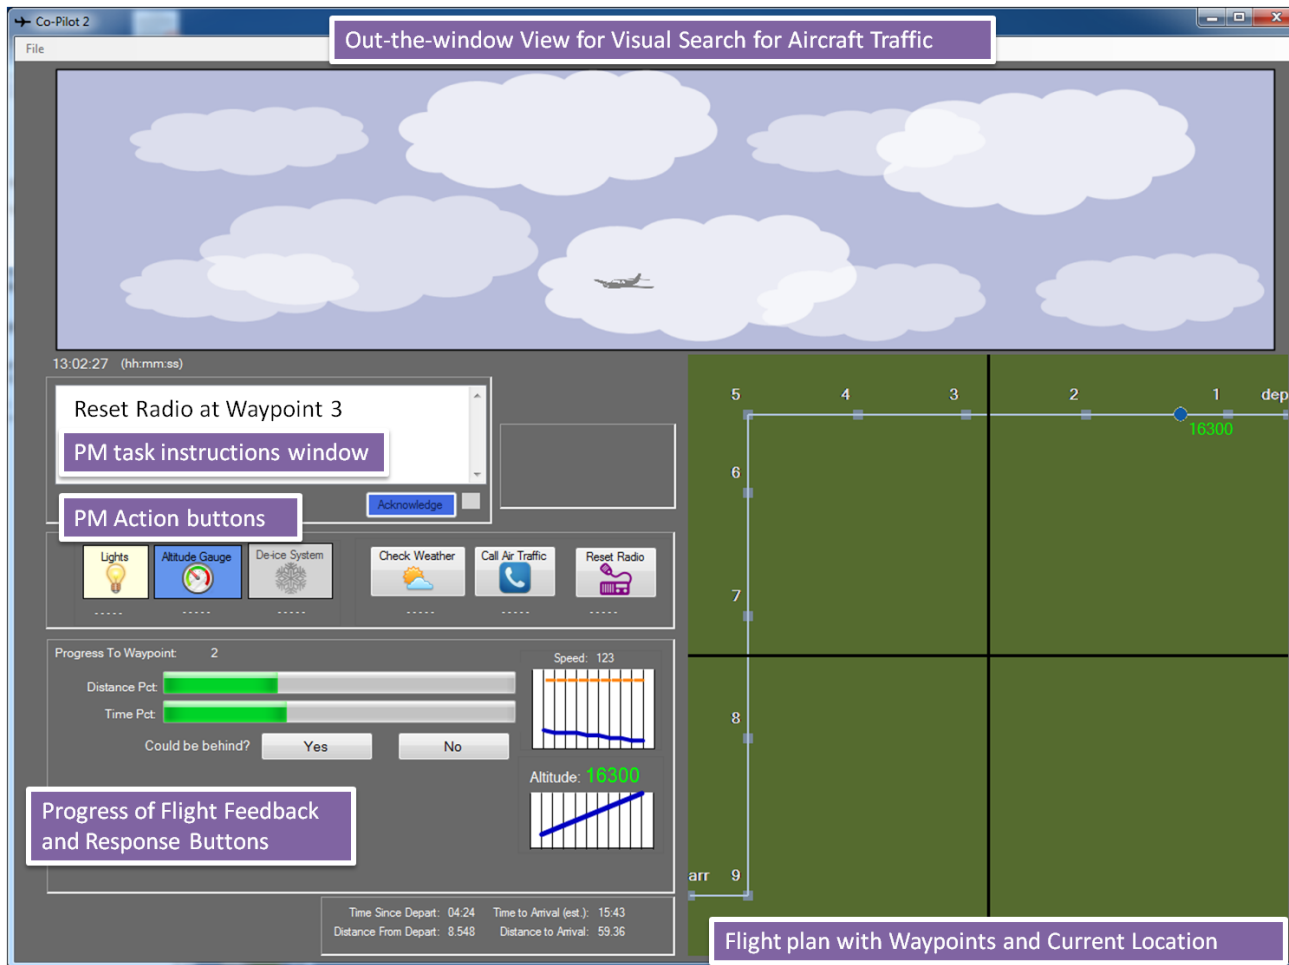 Co-Pilot 2
File
Out-the-window View for Visual Search for Aircraft Traffic
13:02:27 (hh:mm:ss)
Reset Radio at Waypoint 3
PM task instructions window
Acknowledge
PM Action buttons
Lights
Altitude Gauge
De-ice System
Check Weather
Call Air Traffic
Reset Radio
- - - - -
- - - - -
- - - - -
- - - - -
- - - - -
- - - - -
Progress To Waypoint: 2
Distance Pct:
Time Pct:
Could be behind? Yes No
Speed: 123
Altitude: 16300
Progress of Flight Feedback
and Response Buttons
Time Since Depart: 04:24 Time to Arrival (est.): 15:43
Distance From Depart: 8.548 Distance to Arrival: 59.36
5 4 3 2 1 dep
16300
6
7
8
arr 9
Flight plan with Waypoints and Current Location